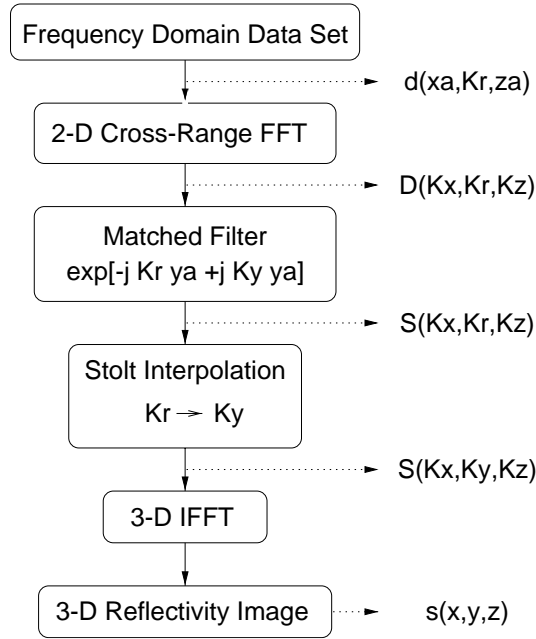 Frequency Domain Data Set
d(xa,Kr,za)
2-D Cross-Range FFT
D(Kx,Kr,Kz)
Matched Filter
exp[-j Kr ya +j Ky ya]
S(Kx,Kr,Kz)
Stolt Interpolation
Kr → Ky
S(Kx,Ky,Kz)
3-D IFFT
3-D Reflectivity Image
s(x,y,z)